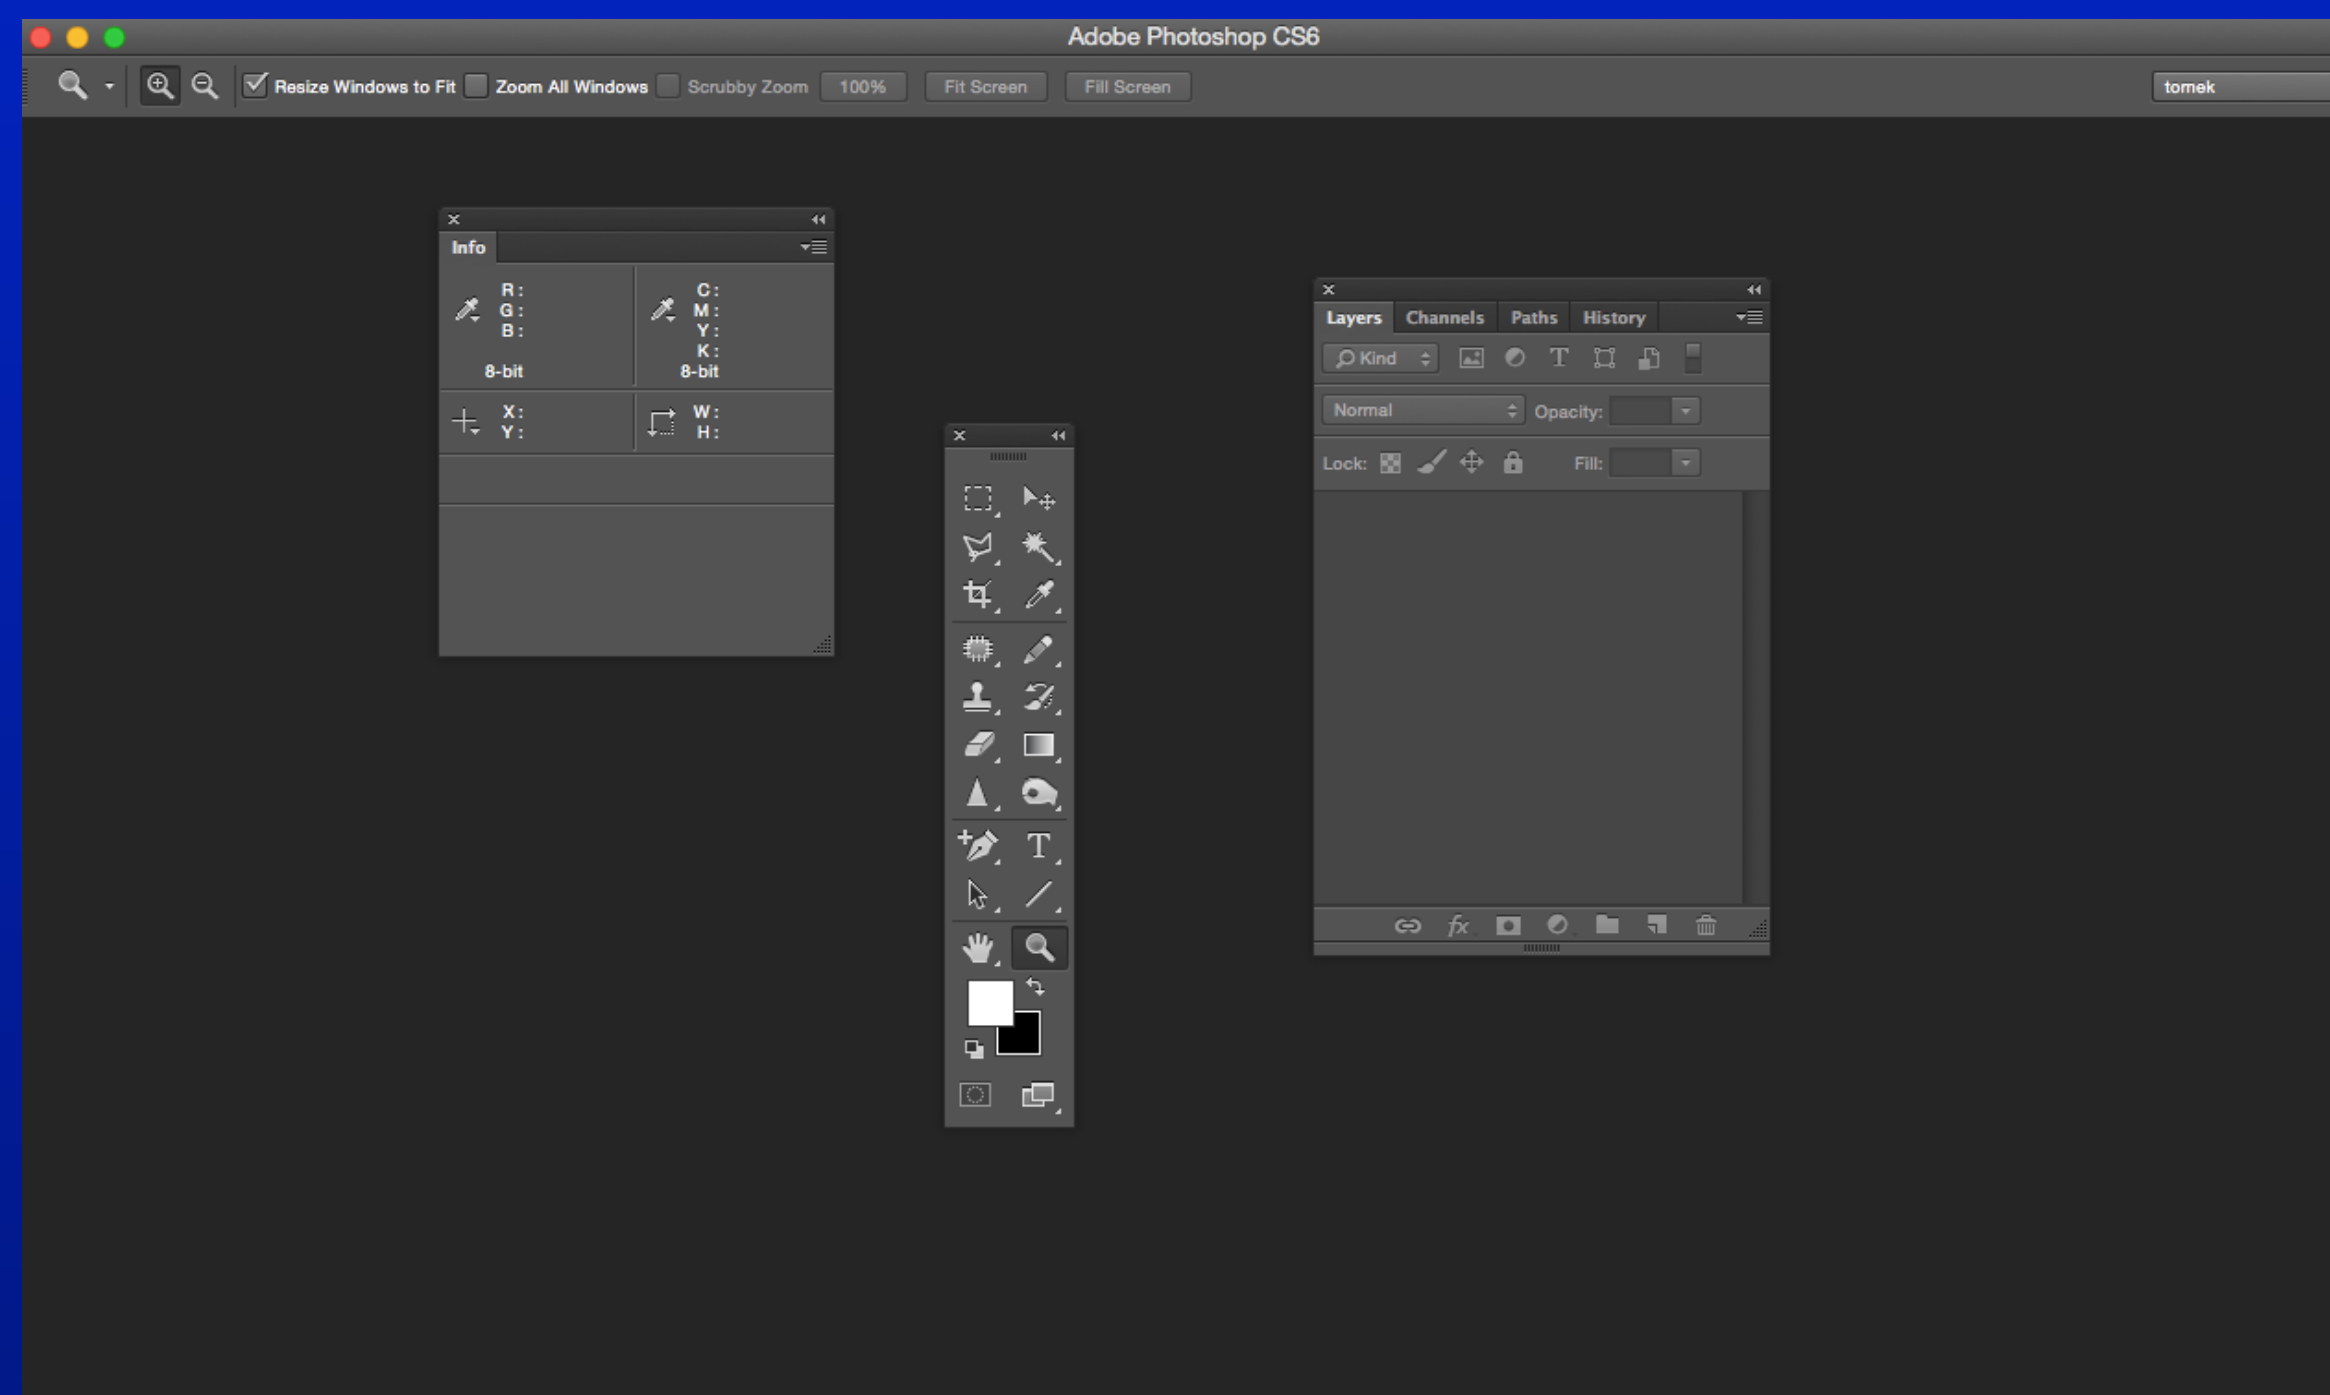 Adobe Photoshop CS6
Resize Windows to Fit Zoom All Windows Scrubby Zoom 100% Fit Screen Fill Screen tomek
Info
R: C:
G: M:
B: Y:
K:
8-bit 8-bit
X: W:
Y: H:
Layers Channels Paths History
Kind T
Normal Opacity:
Lock: Fill:
T
fx